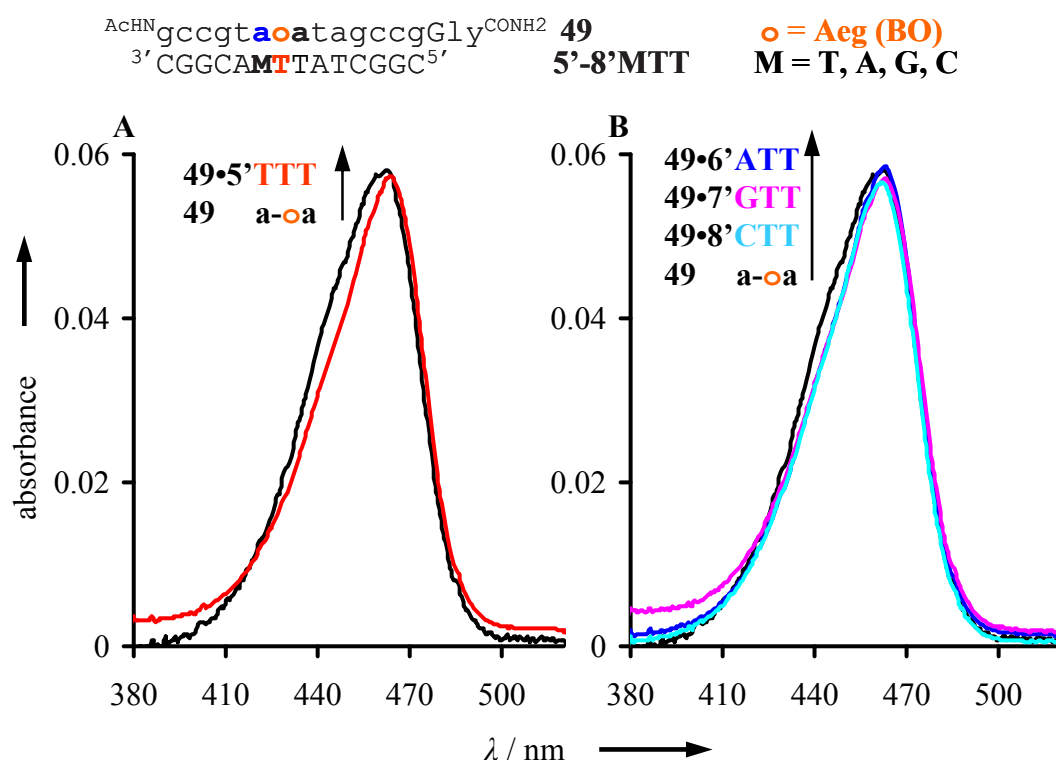 AcHNgccgtaoatagccgGlyCONH2 49 o = Aeg (BO)
3’CGGCAMTTATCGGC5’ 5’-8’MTT M = T, A, G, C
A
49•5’TTT
49 a-oa
0.06
0.04
0.02
0
380 410 440 470 500
B
49•6’ATT
49•7’GTT
49•8’CTT
49 a-oa
0.06
0.04
0.02
0
380 410 440 470 500
absorbance
λ / nm